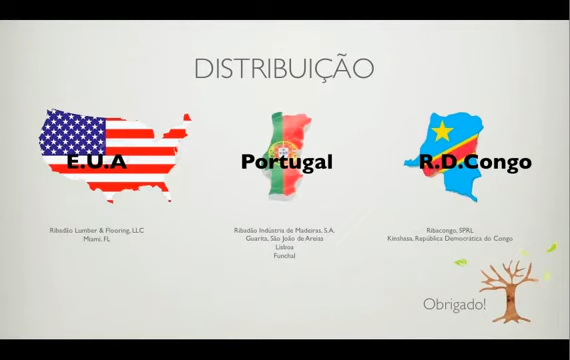 DISTRIBUIÇÃO
E.U.A
Portugal
R.D.Congo
Ribadão Lumber & Flooring, LLC
Miami, FL
Ribadão Indústria de Madeiras, S.A.
Guarita, São João de Areias
Lisboa
Funchal
Ribacongo, SPRL
Kinshasa, República Democrática do Congo
Obrigado!